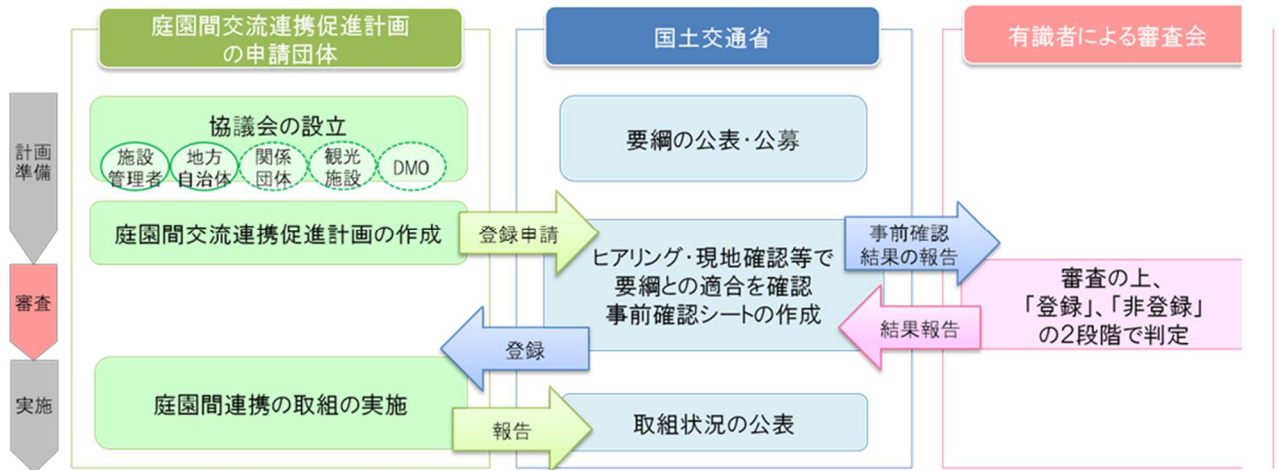 庭園間交流連携促進計画
の申請団体
国土交通省
有識者による審査会
計画
準備
審査
実施
協議会の設立
施設
管理者
地方
自治体
関係
団体
観光
施設
DMO
要綱の公表・公募
庭園間交流連携促進計画の作成
登録申請
ヒアリング・現地確認等で
要綱との適合を確認
事前確認シートの作成
事前確認
結果の報告
審査の上、
「登録」、「非登録」
の2段階で判定
結果報告
登録
庭園間連携の取組の実施
報告
取組状況の公表